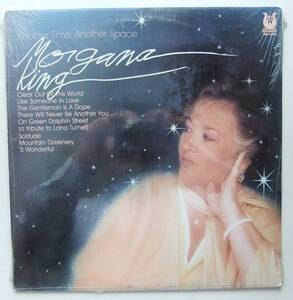 Another Time, Another Space
Morgana
King
Clear Out Of This World
Like Someone In Love
The Gentleman Is A Dope
There Will Never Be Another You
On Green Dolphin Street
(a tribute to Lana Turner)
Solitude
Mountain Greenery
'S Wonderful